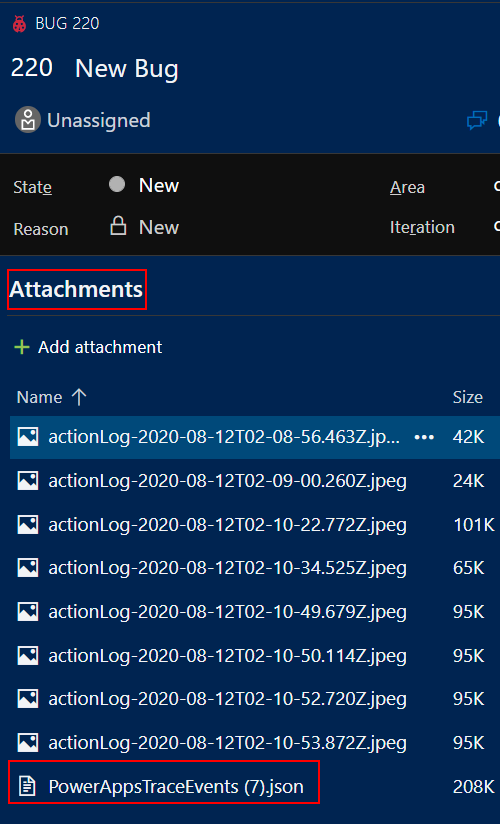 BUG 220
220 New Bug
Unassigned
State New Area
Reason New Iteration
Attachments
Add attachment
Name Size
actionLog-2020-08-12T02-08-56.463Z.jp... ••• 42K
actionLog-2020-08-12T02-09-00.260Z.jpeg 24K
actionLog-2020-08-12T02-10-22.772Z.jpeg 101K
actionLog-2020-08-12T02-10-34.525Z.jpeg 65K
actionLog-2020-08-12T02-10-49.679Z.jpeg 95K
actionLog-2020-08-12T02-10-50.114Z.jpeg 95K
actionLog-2020-08-12T02-10-52.720Z.jpeg 95K
actionLog-2020-08-12T02-10-53.872Z.jpeg 95K
PowerAppsTraceEvents (7).json 208K